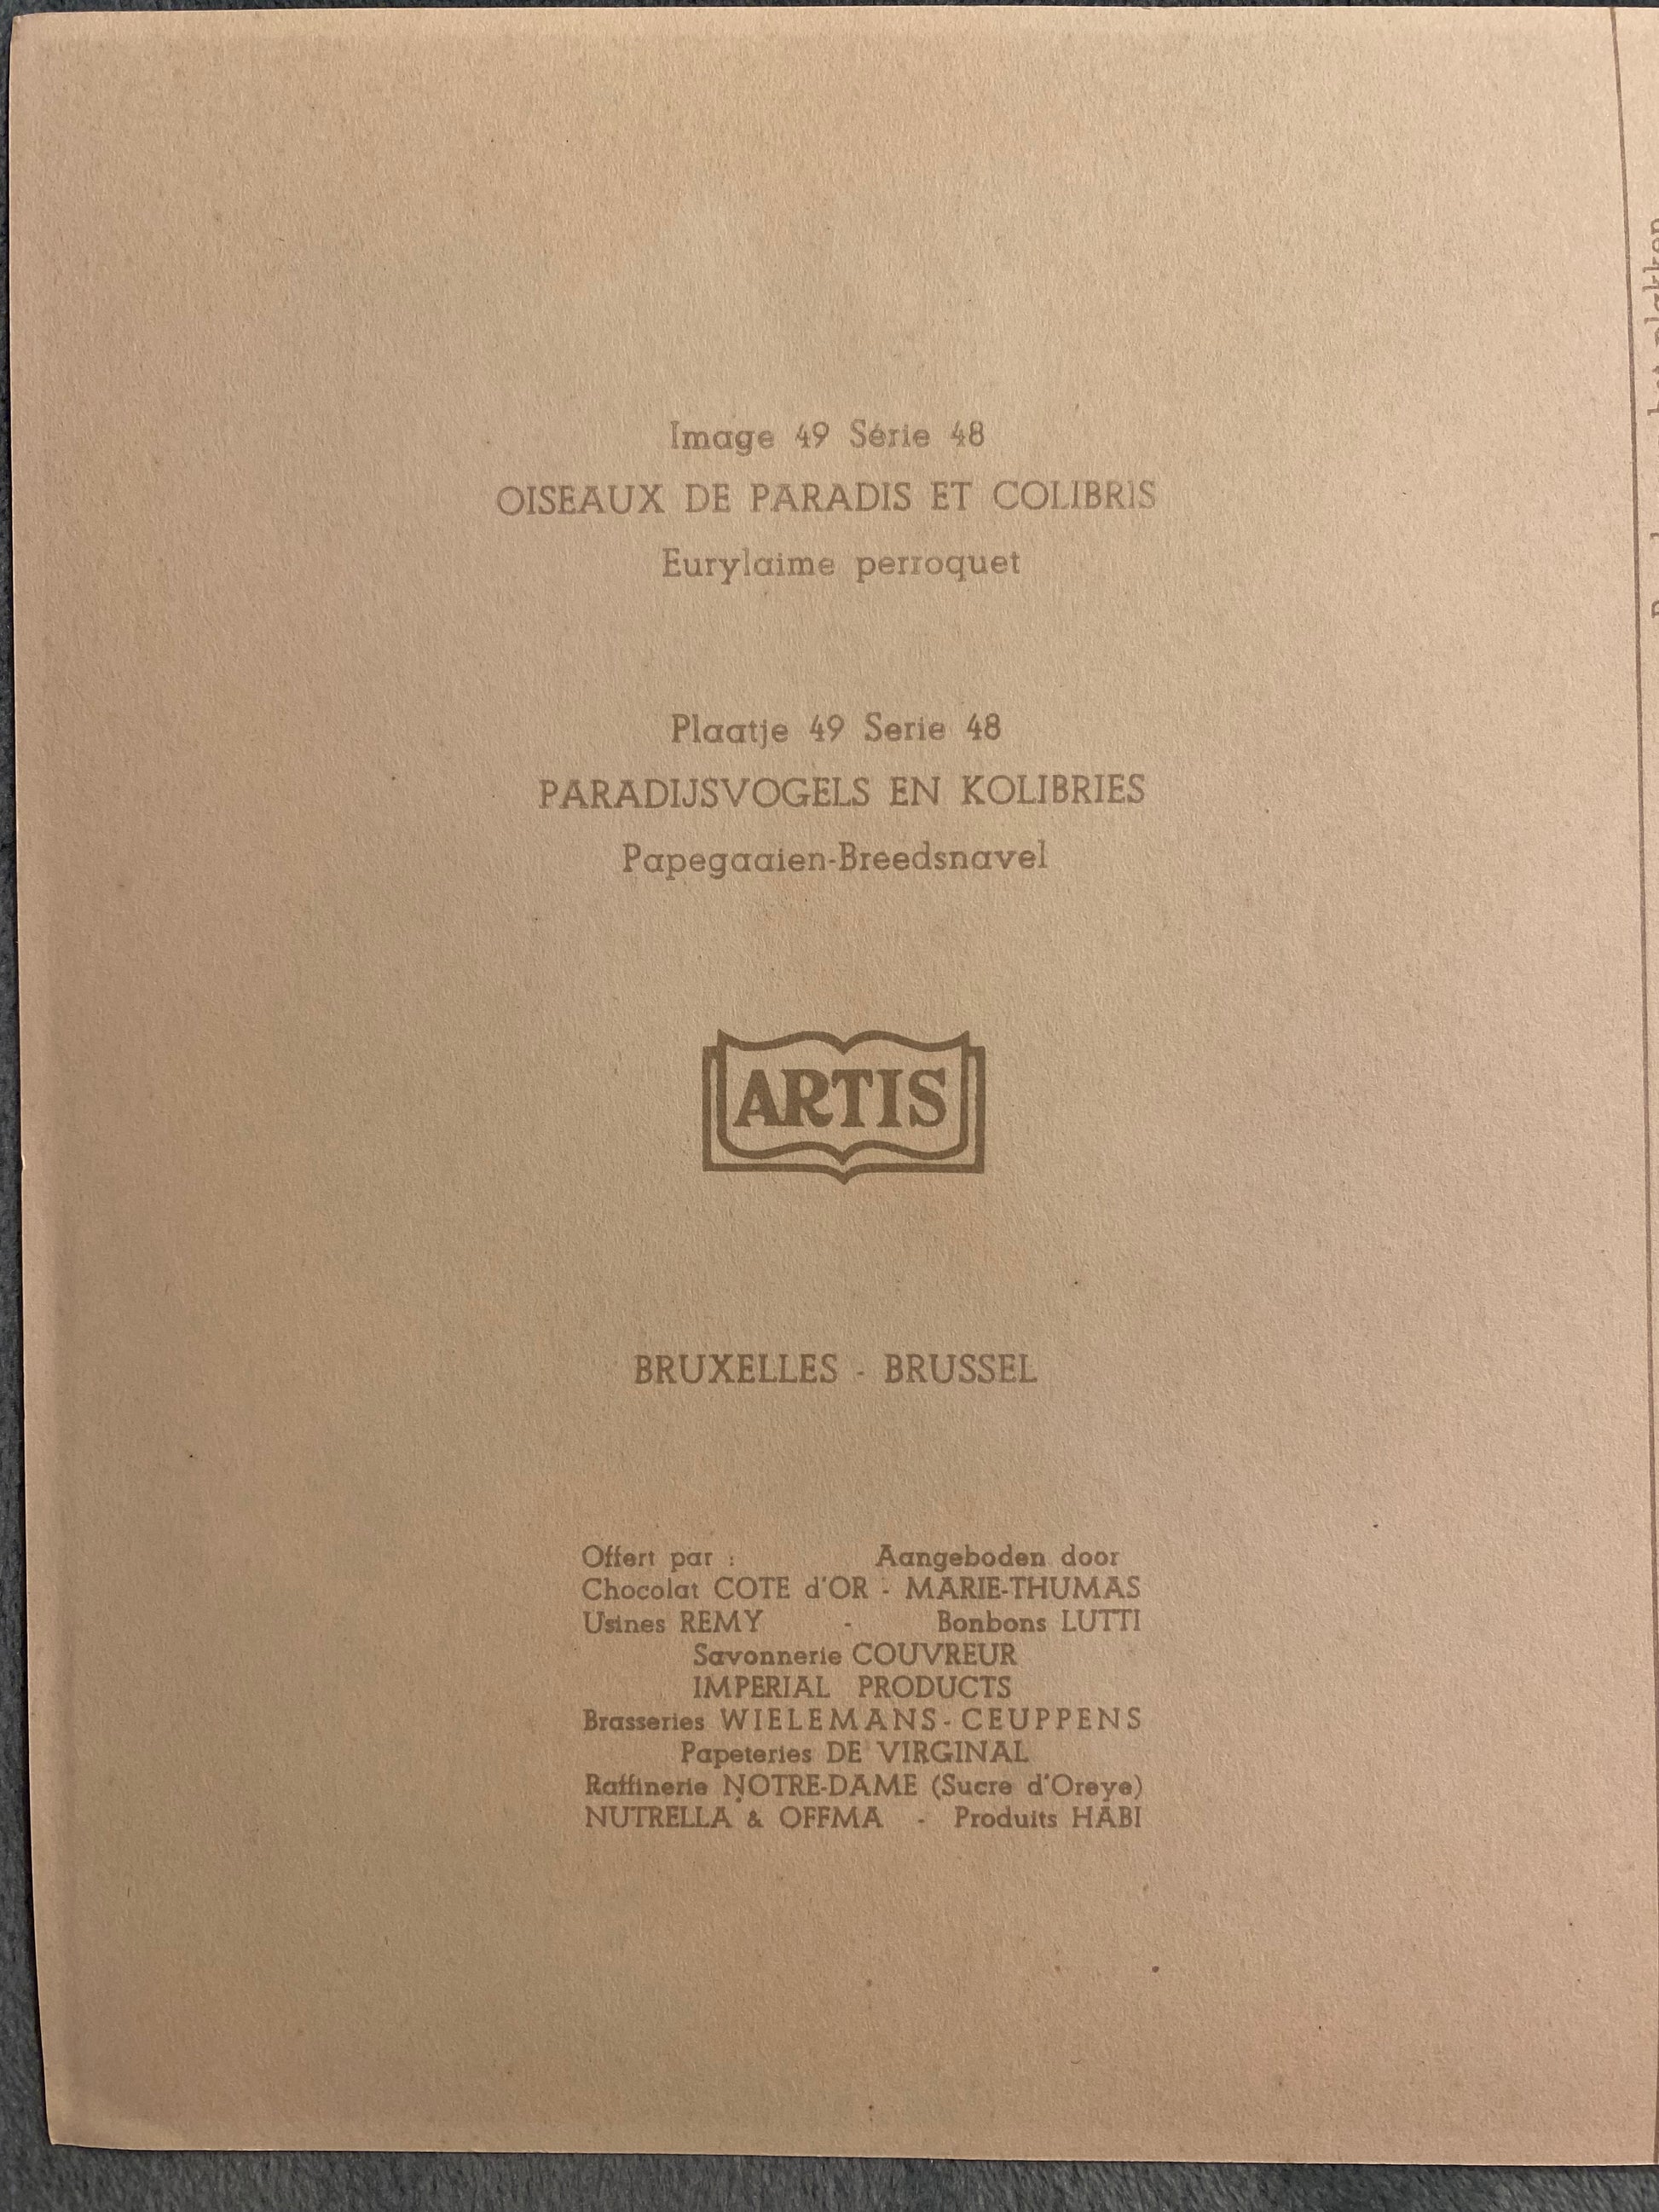 Image 49 Série 48
OISEAUX DE PARADIS ET COLIBRIS
Eurylaime perroquet
Plaatje 49 Serie 48
PARADIJSVOGELS EN KOLIBRIES
Papegaaien-Breedsnavel
ARTIS
BRUXELLES - BRUSSEL
Offert par : Aangeboden door
Chocolat COTE d'OR - MARIE-THUMAS
Usines REMY - Bonbons LUTTI
Savonnerie COUVREUR
IMPERIAL PRODUCTS
Brasseries WIELEMANS-CEUPPENS
Papeteries DE VIRGINAL
Raffinerie NOTRE-DAME (Sucre d'Oreye)
NUTRELLA & OFFMA - Produits HABI
het plakken